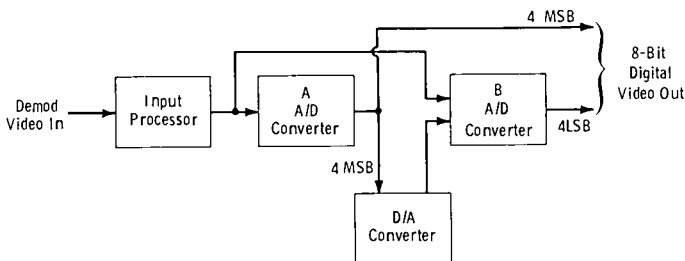 4 MSB
8-Bit
Digital
Video Out
Demod
Video In
Input
Processor
A
A/D
Converter
B
A/D
Converter
4LSB
4 MSB
D/A
Converter